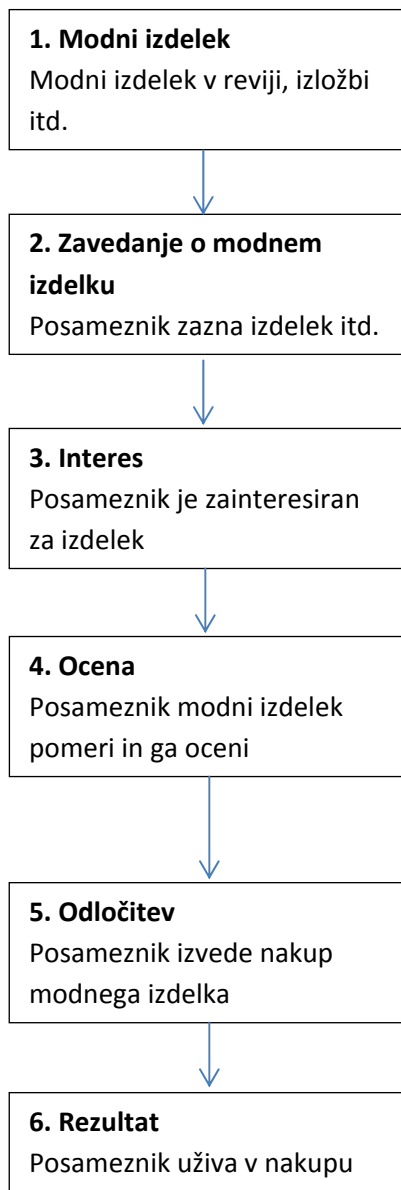 1. Modni izdelek
Modni izdelek v reviji, izložbi
itd.
2. Zavedanje o modnem
izdelku
Posameznik zazna izdelek itd.
3. Interes
Posameznik je zainteresiran
za izdelek
4. Ocena
Posameznik modni izdelek
pomeri in ga oceni
5. Odločitev
Posameznik izvede nakup
modnega izdelka
6. Rezultat
Posameznik uživa v nakupu